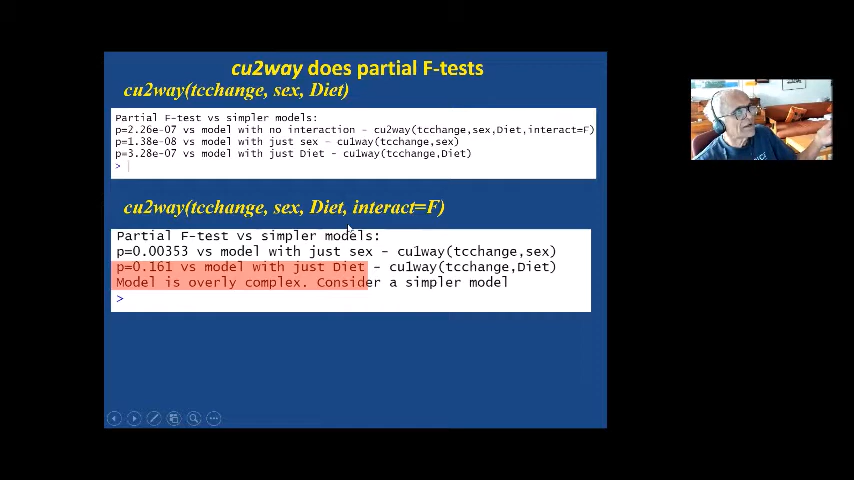 cu2way does partial F-tests
cu2way(tcchange, sex, Diet)
Partial F-test vs simpler models:
p=2.26e-07 vs model with no interaction - cu2way(tcchange,sex,Diet,interact=F)
p=1.38e-08 vs model with just sex - cu1way(tcchange,sex)
p=3.28e-07 vs model with just Diet - cu1way(tcchange,Diet)
>
cu2way(tcchange, sex, Diet, interact=F)
Partial F-test vs simpler models:
p=0.00353 vs model with just sex - cu1way(tcchange,sex)
p=0.161 vs model with just Diet - cu1way(tcchange,Diet)
Model is overly complex. Consider a simpler model
>